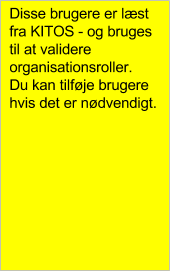 Disse brugere er læst
fra KITOS - og bruges
til at validere
organisationsroller.
Du kan tilføje brugere
hvis det er nødvendigt.